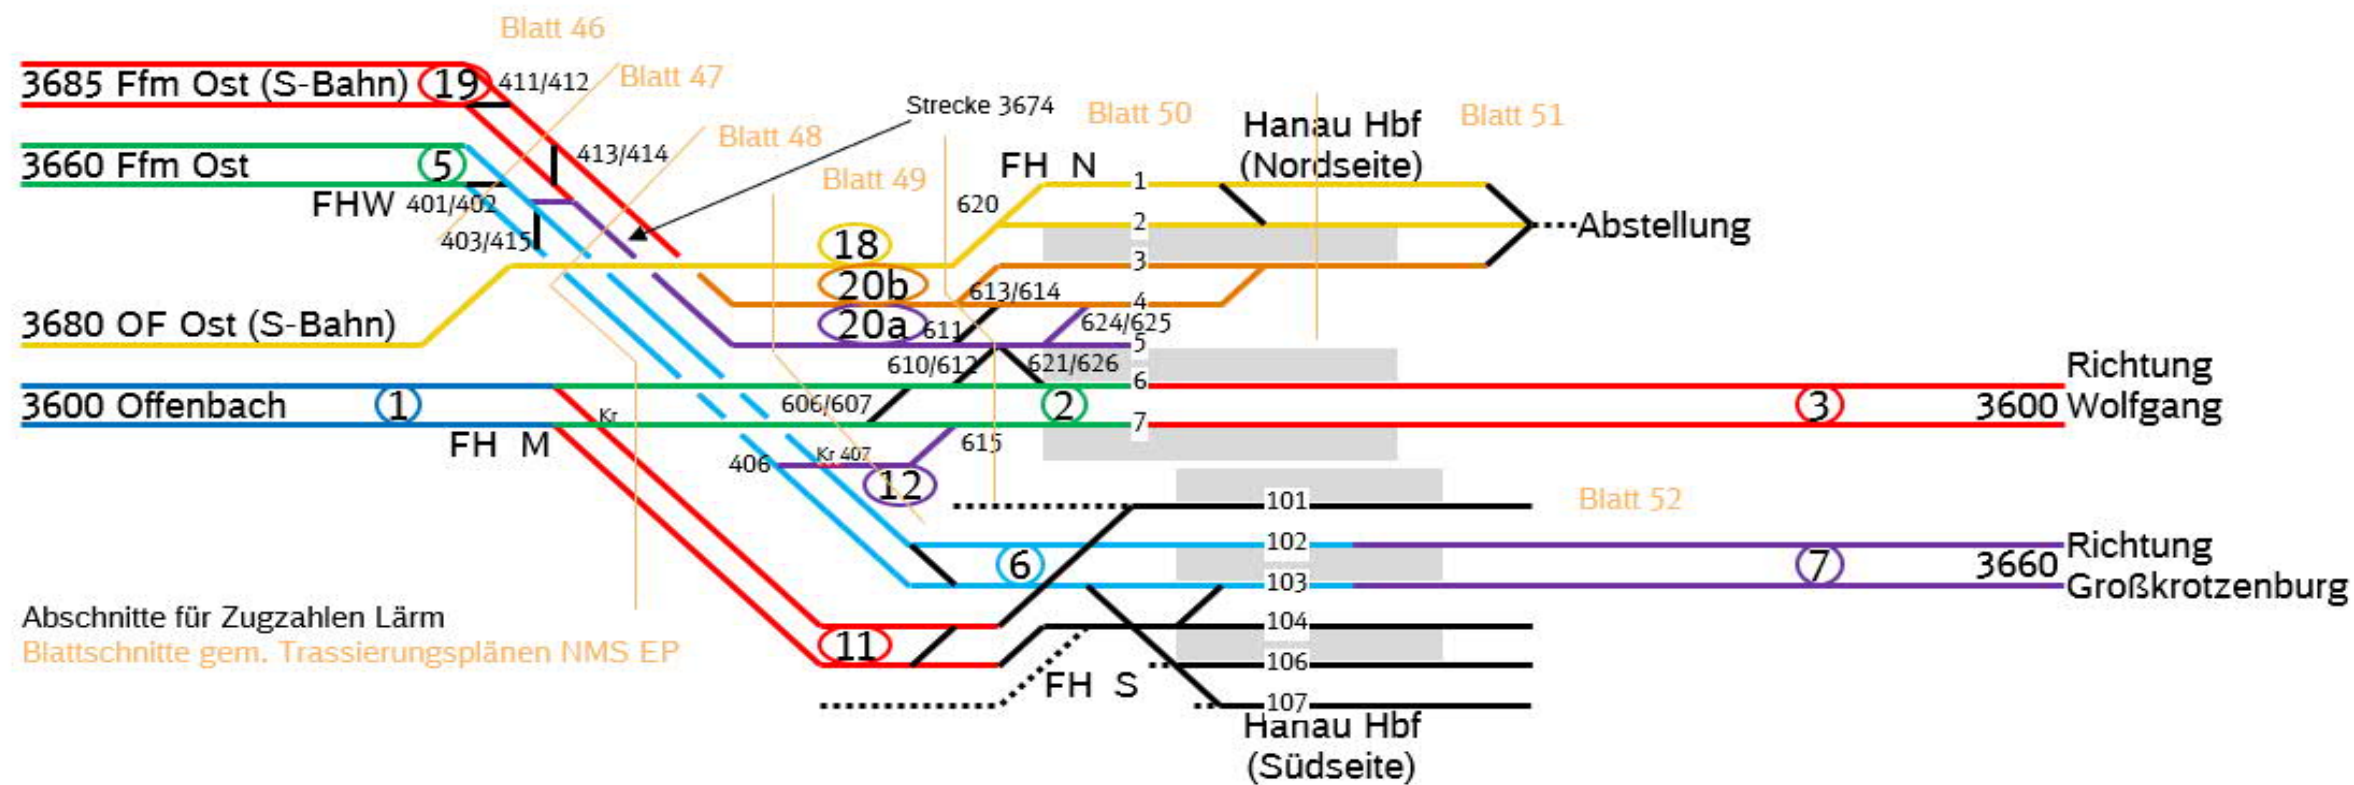 Blatt 46
3685 Ffm Ost (S-Bahn)
19
411/412
Blatt 47
Strecke 3674
Blatt 50
Hanau Hbf
(Nordseite)
Blatt 51
3660 Ffm Ost
5
413/414
Blatt 48
FHW
401/402
403/415
Blatt 49
FH N
620
1
2
Abstellung
18
3
20b
613/614
4
3680 OF Ost (S-Bahn)
20a
611
624/625
5
610/612
621/626
6
Richtung
3600 Wolfgang
3600 Offenbach
1
Kr
606/607
2
3
7
FH M
406
Kr 407
615
12
101
Blatt 52
102
Richtung
3660
Großkrotzenburg
6
7
103
Abschnitte für Zugzahlen Lärm
Blattschnitte gem. Trassierungsplänen NMS EP
11
104
106
FH S
107
Hanau Hbf
(Südseite)